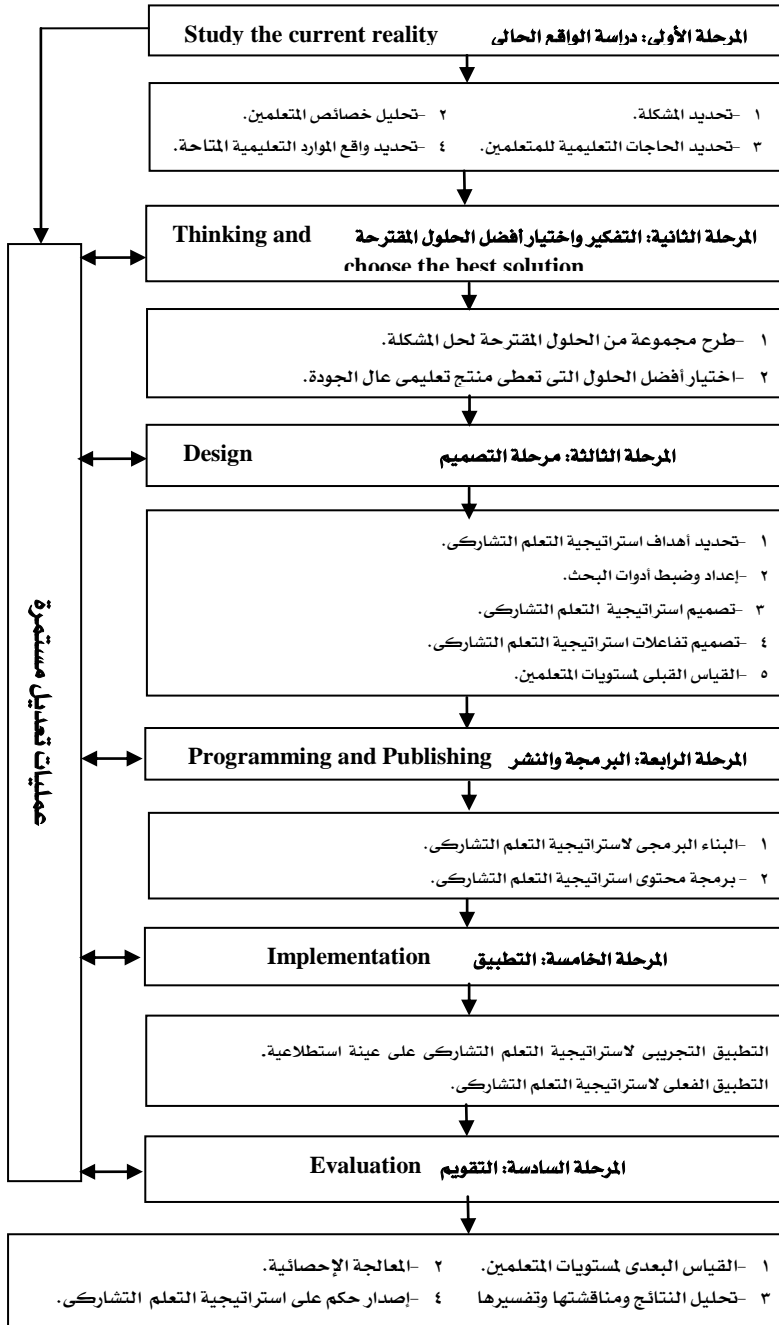 المرحلة الأولى: دراسة الواقع الحالى Study the current reality
١ -تحديد المشكلة. ٢ -تحليل خصائص المتعلمين.
٣ -تحديد الحاجات التعليمية للمتعلمين. ٤ -تحديد واقع الموارد التعليمية المتاحة.
المرحلة الثانية: التفكير واختيار أفضل الحلول المقترحة Thinking and
choose the best solution
١ -طرح مجموعة من الحلول المقترحة لحل المشكلة.
٢ -اختيار أفضل الحلول التى تعطى منتج تعليمى عال الجودة.
المرحلة الثالثة: مرحلة التصميم Design
١ -تحديد أهداف استراتيجية التعلم التشاركى.
٢ -إعداد وضبط أدوات البحث.
٣ -تصميم استراتيجية التعلم التشاركى.
٤ -تصميم تفاعلات استراتيجية التعلم التشاركى.
٥ -القياس القبلى لمستويات المتعلمين.
المرحلة الرابعة: البرمجة والنشر Programming and Publishing
١ -البناء البرمجى لاستراتيجية التعلم التشاركى.
٢ -برمجة محتوى استراتيجية التعلم التشاركى.
المرحلة الخامسة: التطبيق Implementation
التطبيق التجريبى لاستراتيجية التعلم التشاركى على عينة استطلاعية.
التطبيق الفعلى لاستراتيجية التعلم التشاركى.
المرحلة السادسة: التقويم Evaluation
١ -القياس البعدى لمستويات المتعلمين. ٢ -المعالجة الإحصائية.
٣ -تحليل النتائج ومناقشتها وتفسيرها ٤ -إصدار حكم على استراتيجية التعلم التشاركى.
عمليات تعديل مستمرة